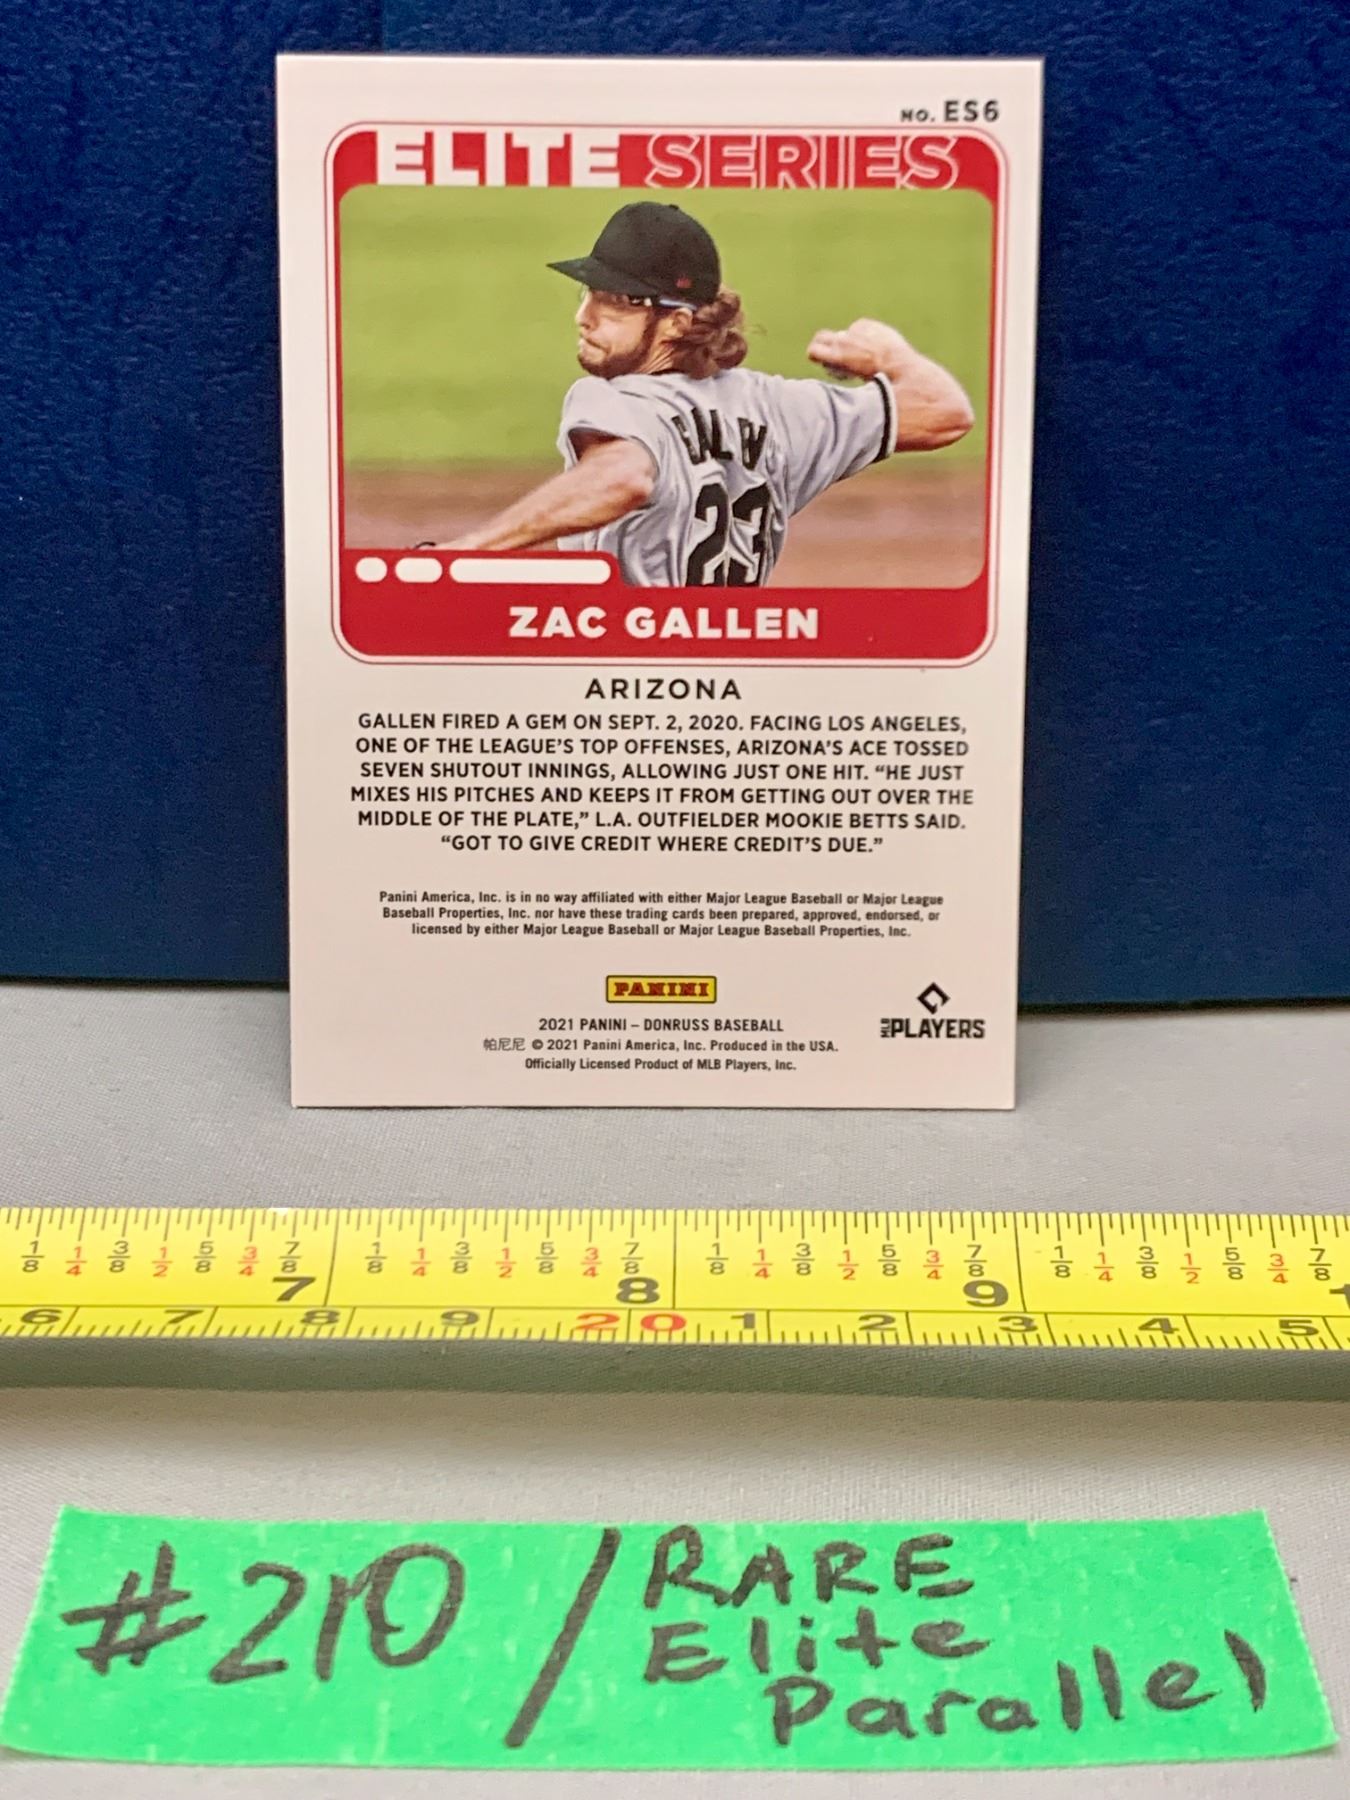 NO. ES6
ELITE SERIES
GALLEN
23
ZAC GALLEN
ARIZONA
GALLEN FIRED A GEM ON SEPT. 2, 2020. FACING LOS ANGELES,
ONE OF THE LEAGUE'S TOP OFFENSES, ARIZONA'S ACE TOSSED
SEVEN SHUTOUT INNINGS, ALLOWING JUST ONE HIT. “HE JUST
MIXES HIS PITCHES AND KEEPS IT FROM GETTING OUT OVER THE
MIDDLE OF THE PLATE,” L.A. OUTFIELDER MOOKIE BETTS SAID.
“GOT TO GIVE CREDIT WHERE CREDIT'S DUE.”
Panini America, Inc. is in no way affiliated with either Major League Baseball or Major League
Baseball Properties, Inc. nor have these trading cards been prepared, approved, endorsed, or
licensed by either Major League Baseball or Major League Baseball Properties, Inc.
PANINI
2021 PANINI – DONRUSS BASEBALL
帕尼尼 © 2021 Panini America, Inc. Produced in the USA.
Officially Licensed Product of MLB Players, Inc.
MLB PLAYERS
1/8 1/4 3/8 1/2 5/8 3/4 7/8 1/8 1/4 3/8 1/2 5/8 3/4 7/8 1/8 1/4 3/8 1/2 5/8 3/4 7/8 1/8 1/4 3/8 1/2 5/8 3/4 7/8
7 8 9 1
6 7 8 9 20 1 2 3 4 5
#210 / RARE
Elite
Parallel